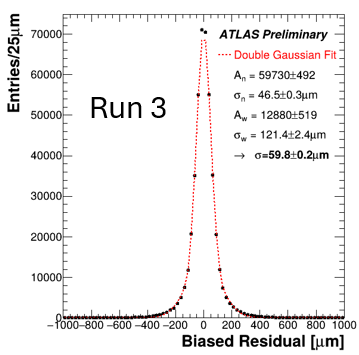 Entries/25μm
70000
60000
50000
40000
30000
20000
10000
0
ATLAS Preliminary
Double Gaussian Fit
Aₙ = 59730±492
σₙ = 46.5±0.3μm
A_w = 12880±519
σ_w = 121.4±2.4μm
→ σ=59.8±0.2μm
Run 3
−1000 −800 −600 −400 −200 0 200 400 600 800 1000
Biased Residual [μm]